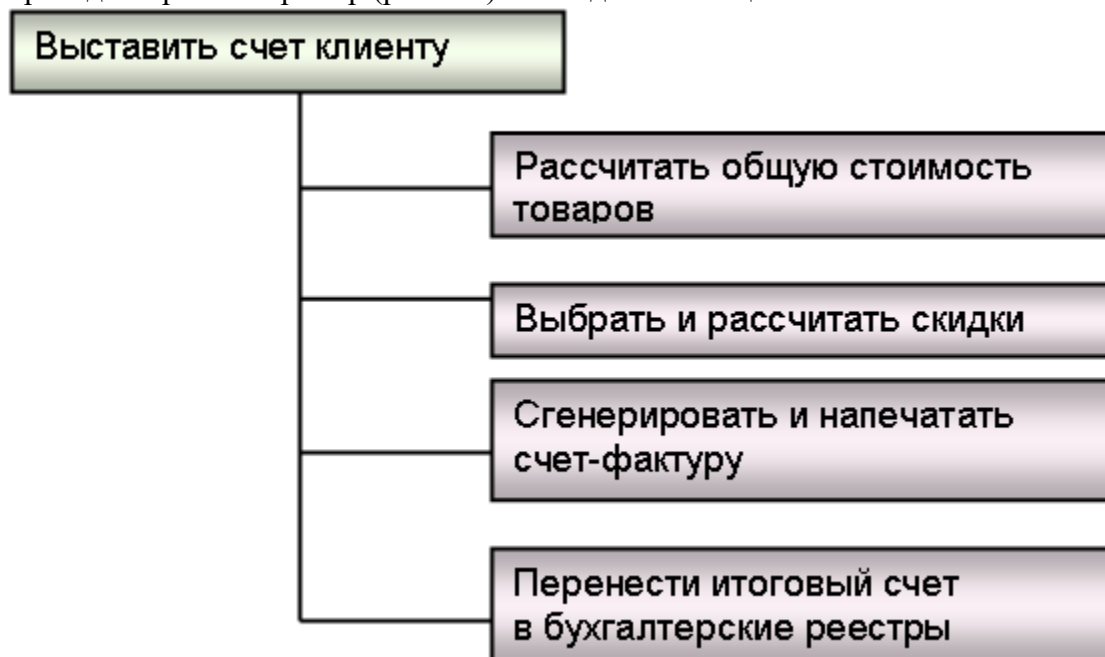 Выставить счет клиенту
Рассчитать общую стоимость
товаров
Выбрать и рассчитать скидки
Сгенерировать и напечатать
счет-фактуру
Перенести итоговый счет
в бухгалтерские реестры